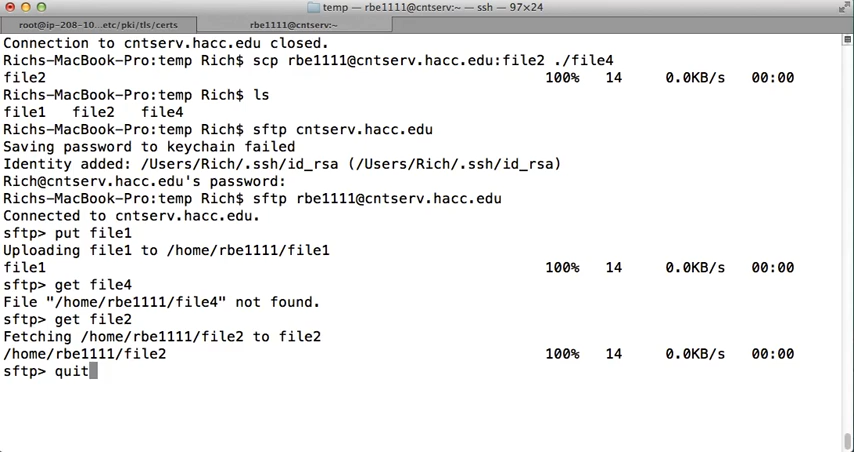 temp — rbe1111@cntserv:~ — ssh — 97×24
root@ip-208-10...etc/pki/tls/certs
rbe1111@cntserv:~
Connection to cntserv.hacc.edu closed.
Richs-MacBook-Pro:temp Rich$ scp rbe1111@cntserv.hacc.edu:file2 ./file4
file2 100% 14 0.0KB/s 00:00
Richs-MacBook-Pro:temp Rich$ ls
file1 file2 file4
Richs-MacBook-Pro:temp Rich$ sftp cntserv.hacc.edu
Saving password to keychain failed
Identity added: /Users/Rich/.ssh/id_rsa (/Users/Rich/.ssh/id_rsa)
Rich@cntserv.hacc.edu's password:
Richs-MacBook-Pro:temp Rich$ sftp rbe1111@cntserv.hacc.edu
Connected to cntserv.hacc.edu.
sftp> put file1
Uploading file1 to /home/rbe1111/file1
file1 100% 14 0.0KB/s 00:00
sftp> get file4
File "/home/rbe1111/file4" not found.
sftp> get file2
Fetching /home/rbe1111/file2 to file2
/home/rbe1111/file2 100% 14 0.0KB/s 00:00
sftp> quit